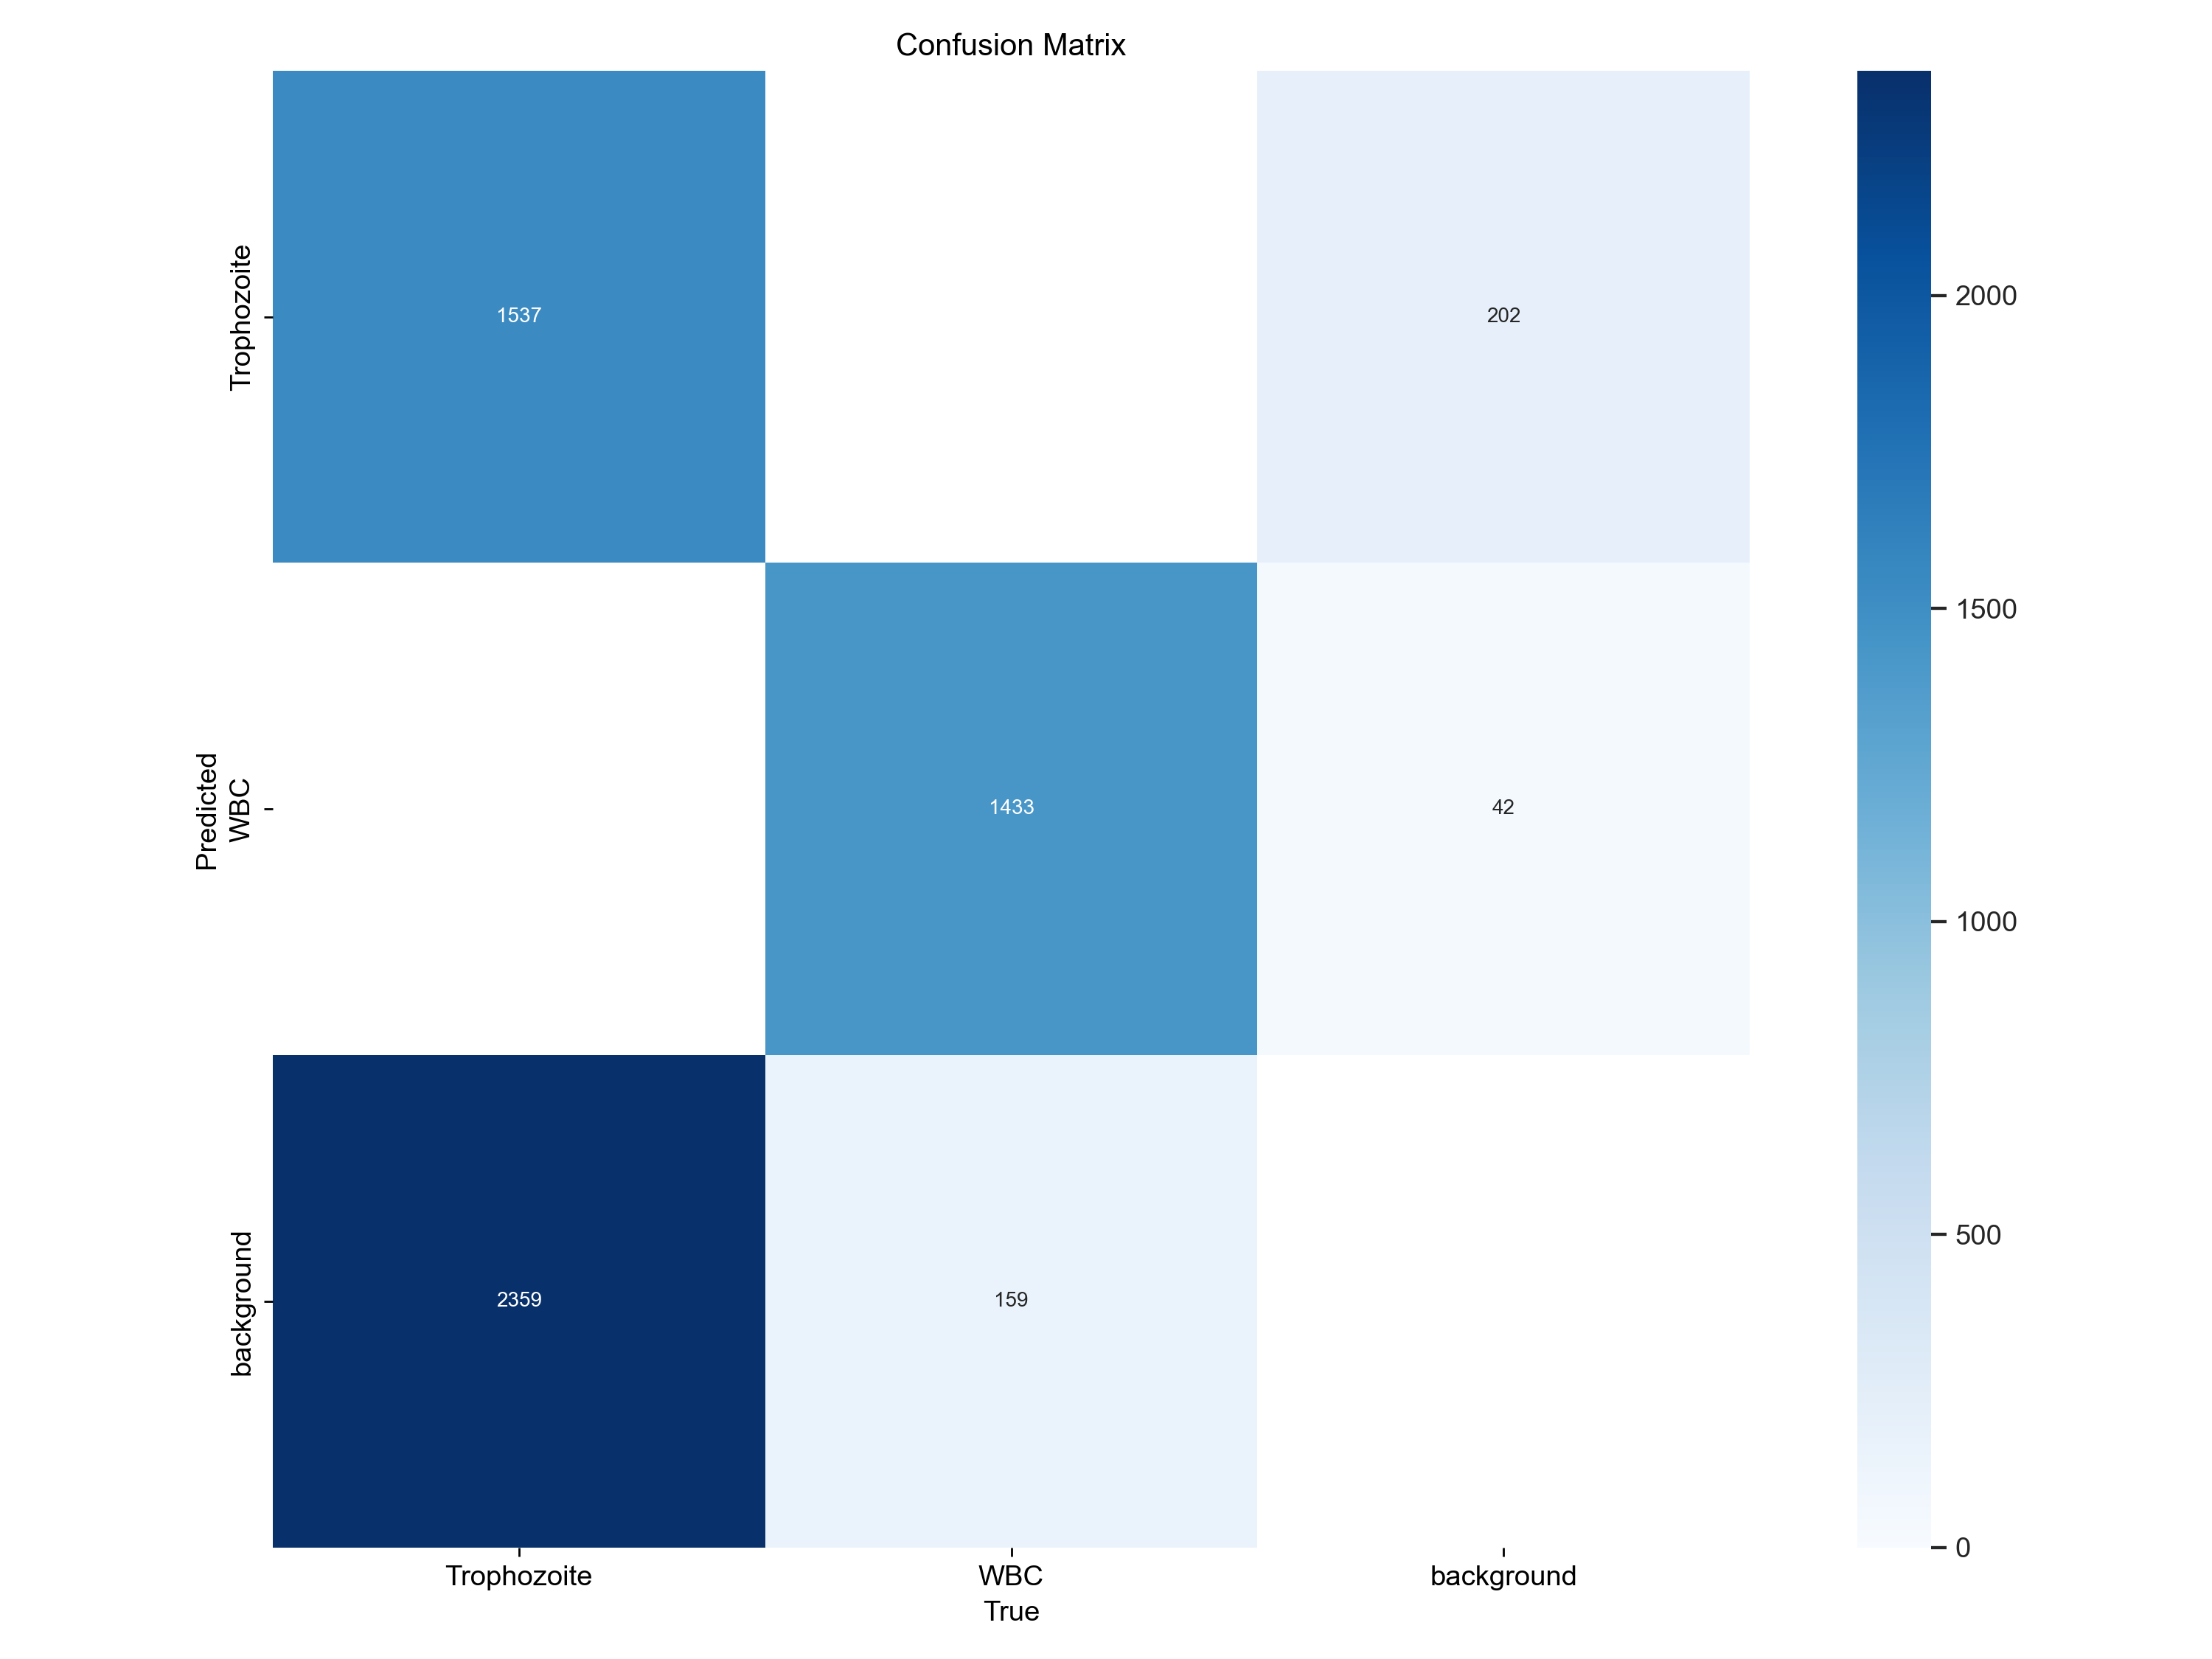 Confusion Matrix
Trophozoite
1537
202
2000
1500
Predicted
WBC
1433
42
1000
background
2359
159
500
0
Trophozoite
WBC
background
True